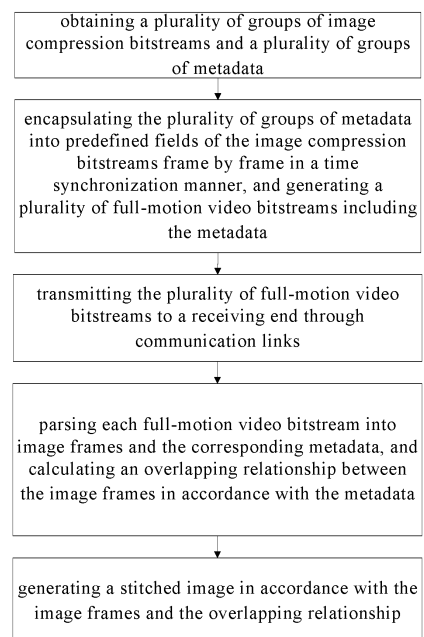 obtaining a plurality of groups of image
compression bitstreams and a plurality of groups
of metadata
encapsulating the plurality of groups of metadata
into predefined fields of the image compression
bitstreams frame by frame in a time
synchronization manner, and generating a
plurality of full-motion video bitstreams including
the metadata
transmitting the plurality of full-motion video
bitstreams to a receiving end through
communication links
parsing each full-motion video bitstream into
image frames and the corresponding metadata, and
calculating an overlapping relationship between
the image frames in accordance with the metadata
generating a stitched image in accordance with the
image frames and the overlapping relationship